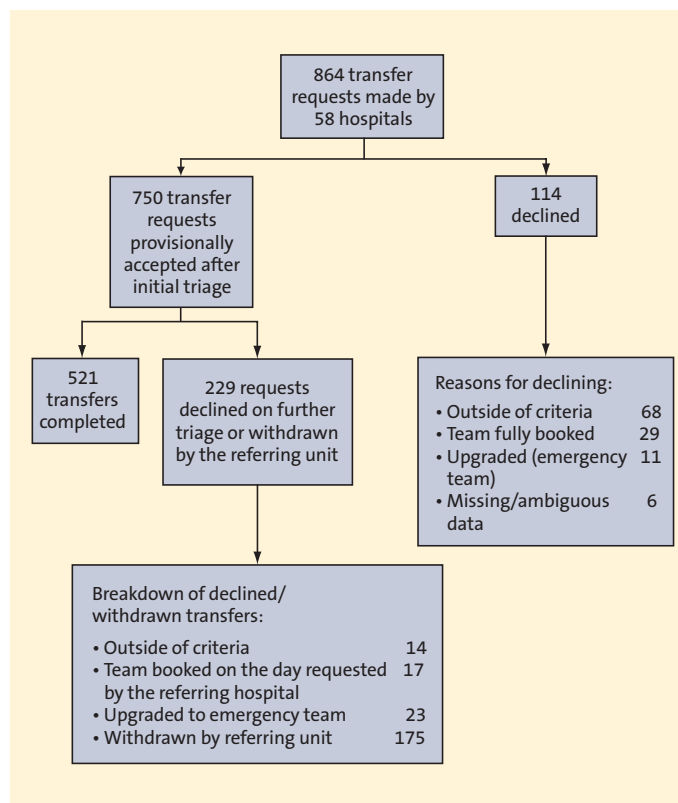 864 transfer
requests made by
58 hospitals
750 transfer
requests
provisionally
accepted after
initial triage
114
declined
521
transfers
completed
229 requests
declined on further
triage or withdrawn
by the referring unit
Reasons for declining:
• Outside of criteria 68
• Team fully booked 29
• Upgraded (emergency 11
team)
• Missing/ambiguous 6
data
Breakdown of declined/
withdrawn transfers:
• Outside of criteria 14
• Team booked on the day requested 17
by the referring hospital
• Upgraded to emergency team 23
• Withdrawn by referring unit 175